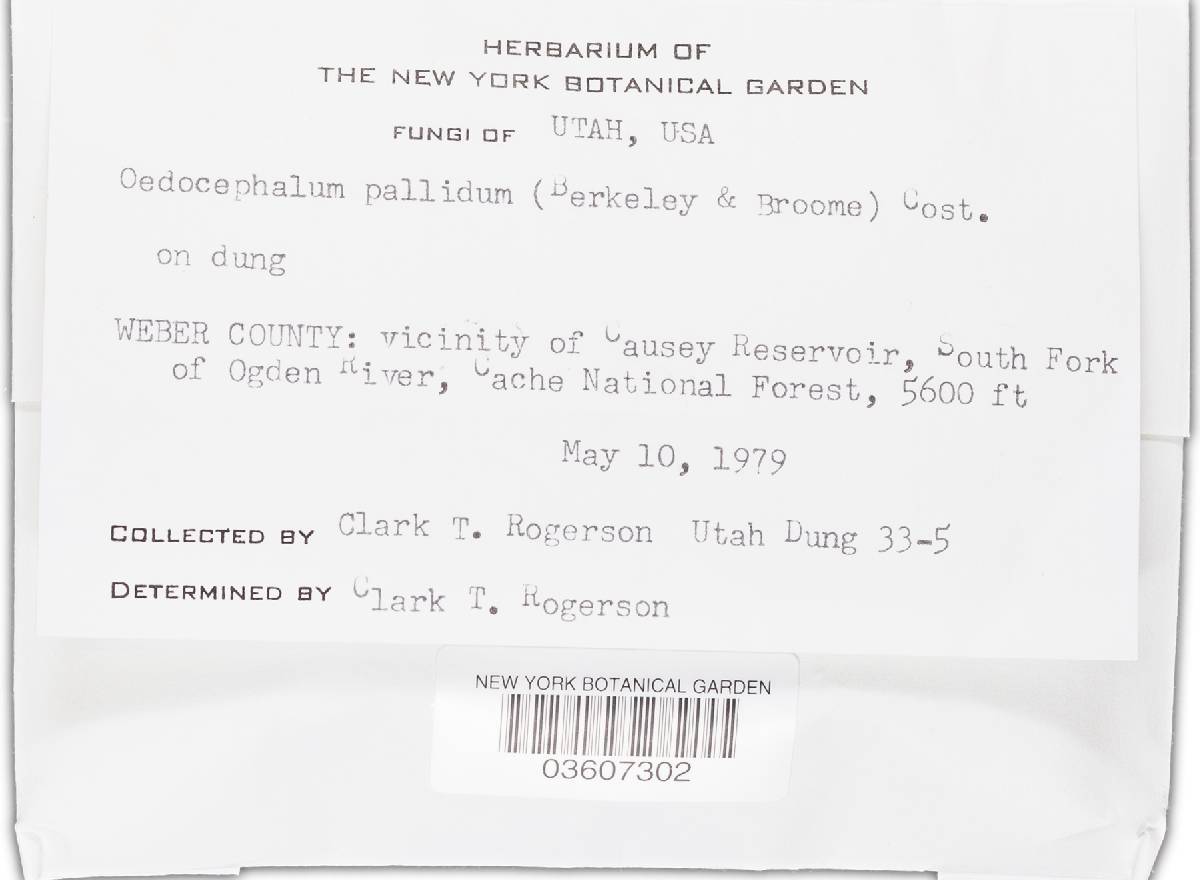 HERBARIUM OF
THE NEW YORK BOTANICAL GARDEN
FUNGI OF UTAH, USA
Oedocephalum pallidum (Berkeley & Broome) Cost.
on dung
WEBER COUNTY: vicinity of Causey Reservoir, South Fork
of Ogden River, Cache National Forest, 5600 ft
May 10, 1979
COLLECTED BY Clark T. Rogerson Utah Dung 33-5
DETERMINED BY Clark T. Rogerson
NEW YORK BOTANICAL GARDEN
03607302